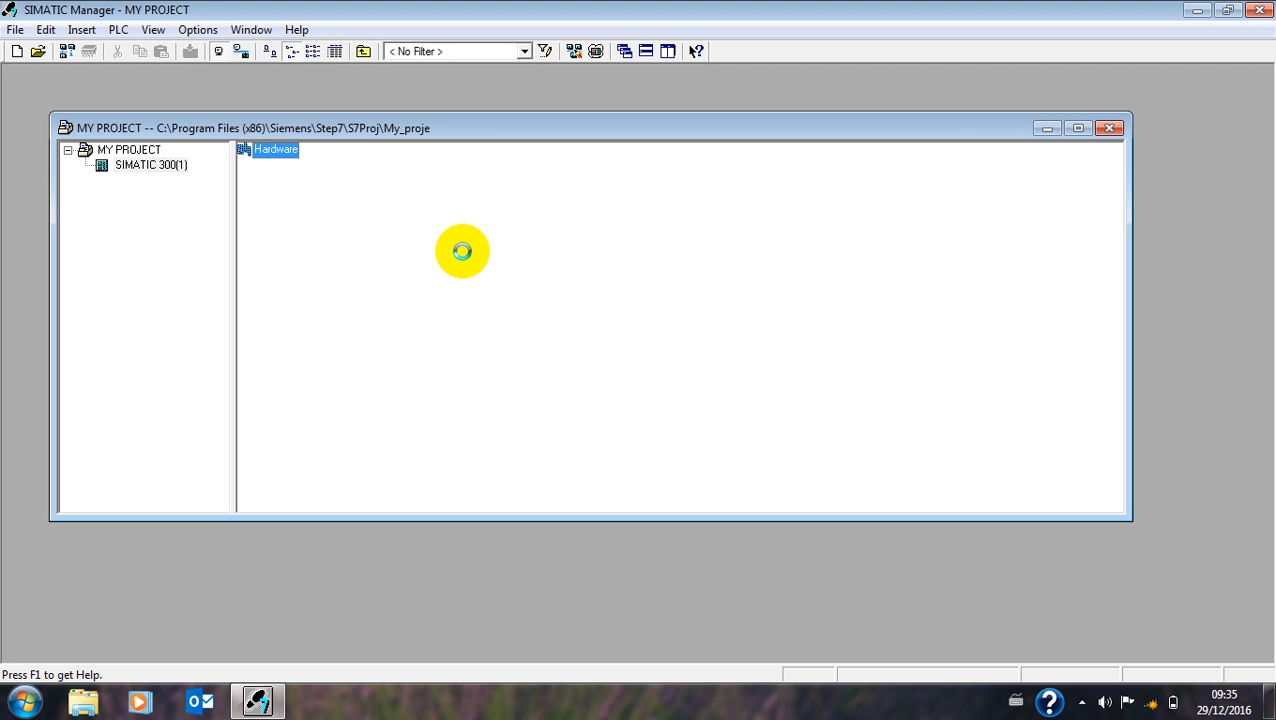 SIMATIC Manager - MY PROJECT
File Edit Insert PLC View Options Window Help
< No Filter >
MY PROJECT -- C:\Program Files (x86)\Siemens\Step7\S7Proj\My_proje
MY PROJECT
SIMATIC 300(1)
Hardware
Press F1 to get Help.
09:35
29/12/2016